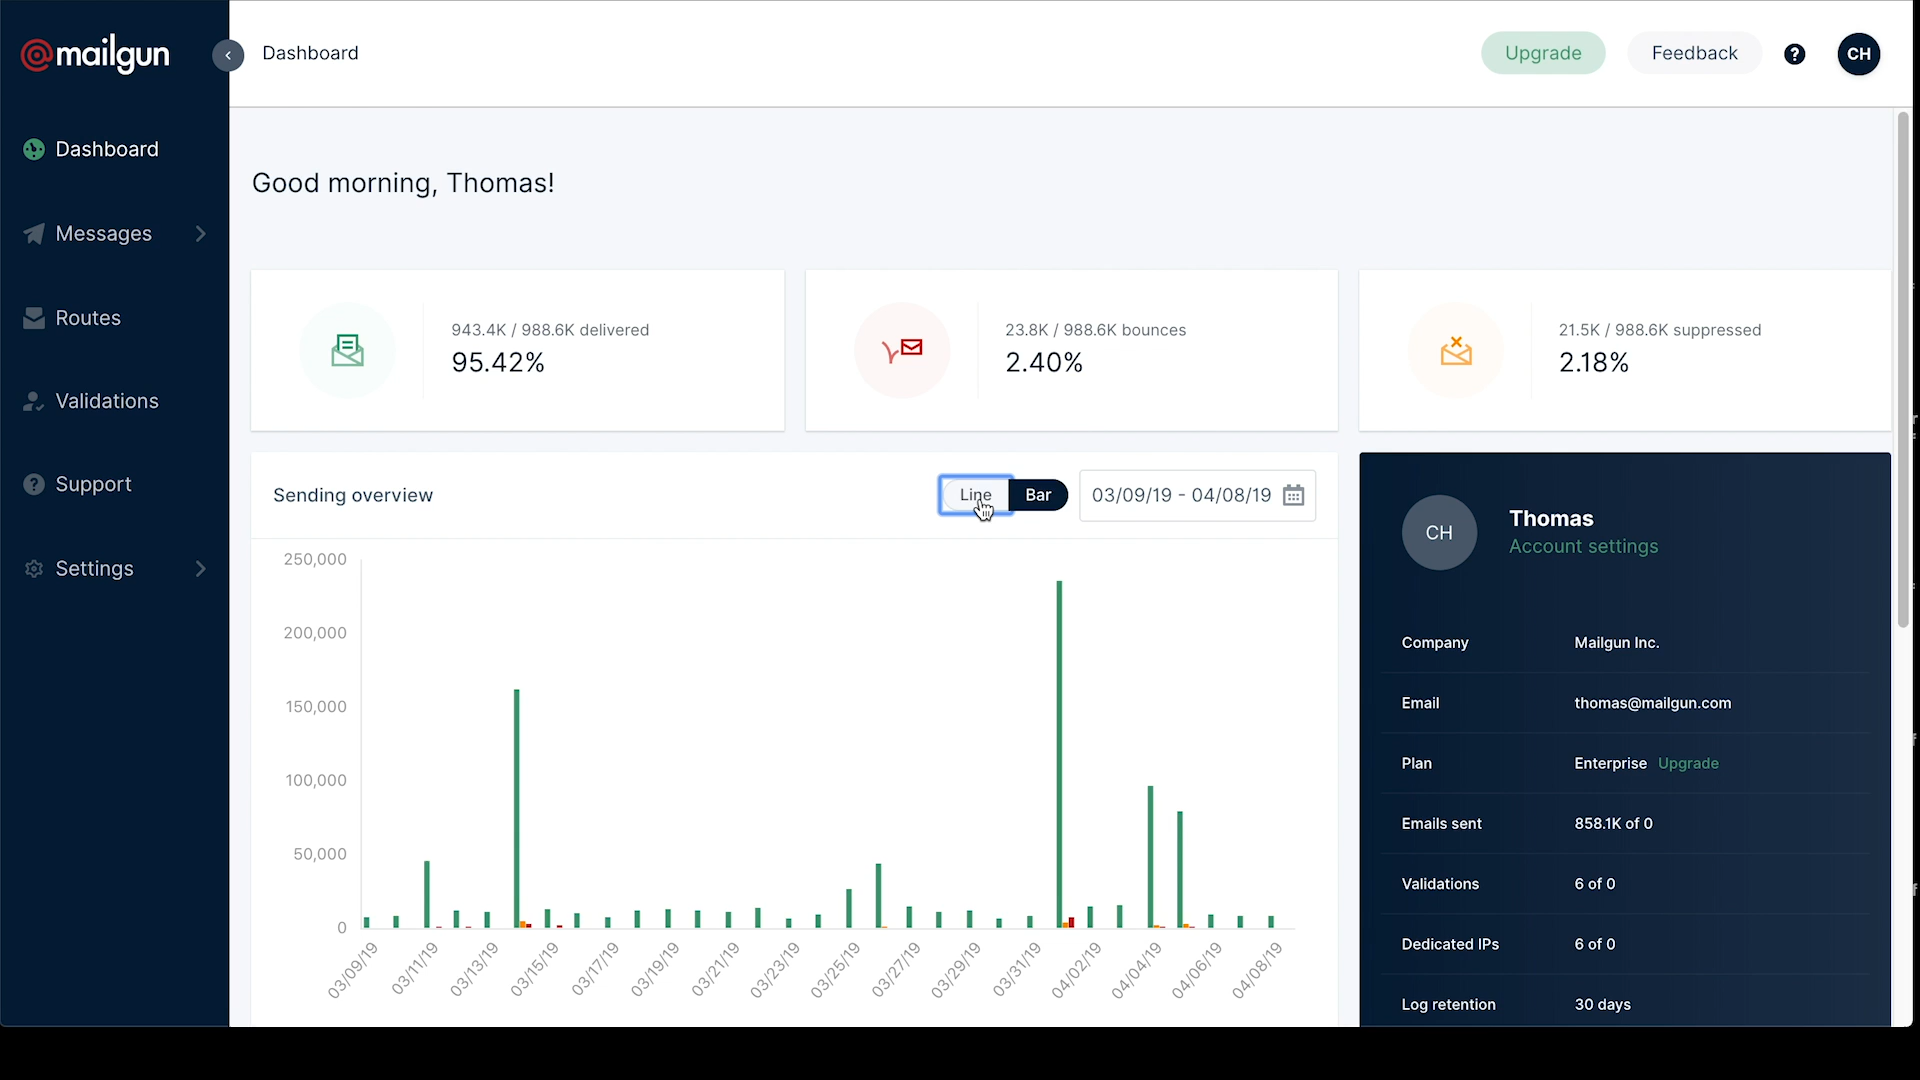 @mailgun
Dashboard
Upgrade
Feedback
?
CH
Dashboard
Messages
Routes
Validations
Support
Settings
Good morning, Thomas!
943.4K / 988.6K delivered
95.42%
23.8K / 988.6K bounces
2.40%
21.5K / 988.6K suppressed
2.18%
Sending overview
Line
Bar
03/09/19 - 04/08/19
250,000
200,000
150,000
100,000
50,000
0
03/09/19
03/11/19
03/13/19
03/15/19
03/17/19
03/19/19
03/21/19
03/23/19
03/25/19
03/27/19
03/29/19
03/31/19
04/02/19
04/04/19
04/06/19
04/08/19
CH
Thomas
Account settings
Company Mailgun Inc.
Email thomas@mailgun.com
Plan Enterprise Upgrade
Emails sent 858.1K of 0
Validations 6 of 0
Dedicated IPs 6 of 0
Log retention 30 days